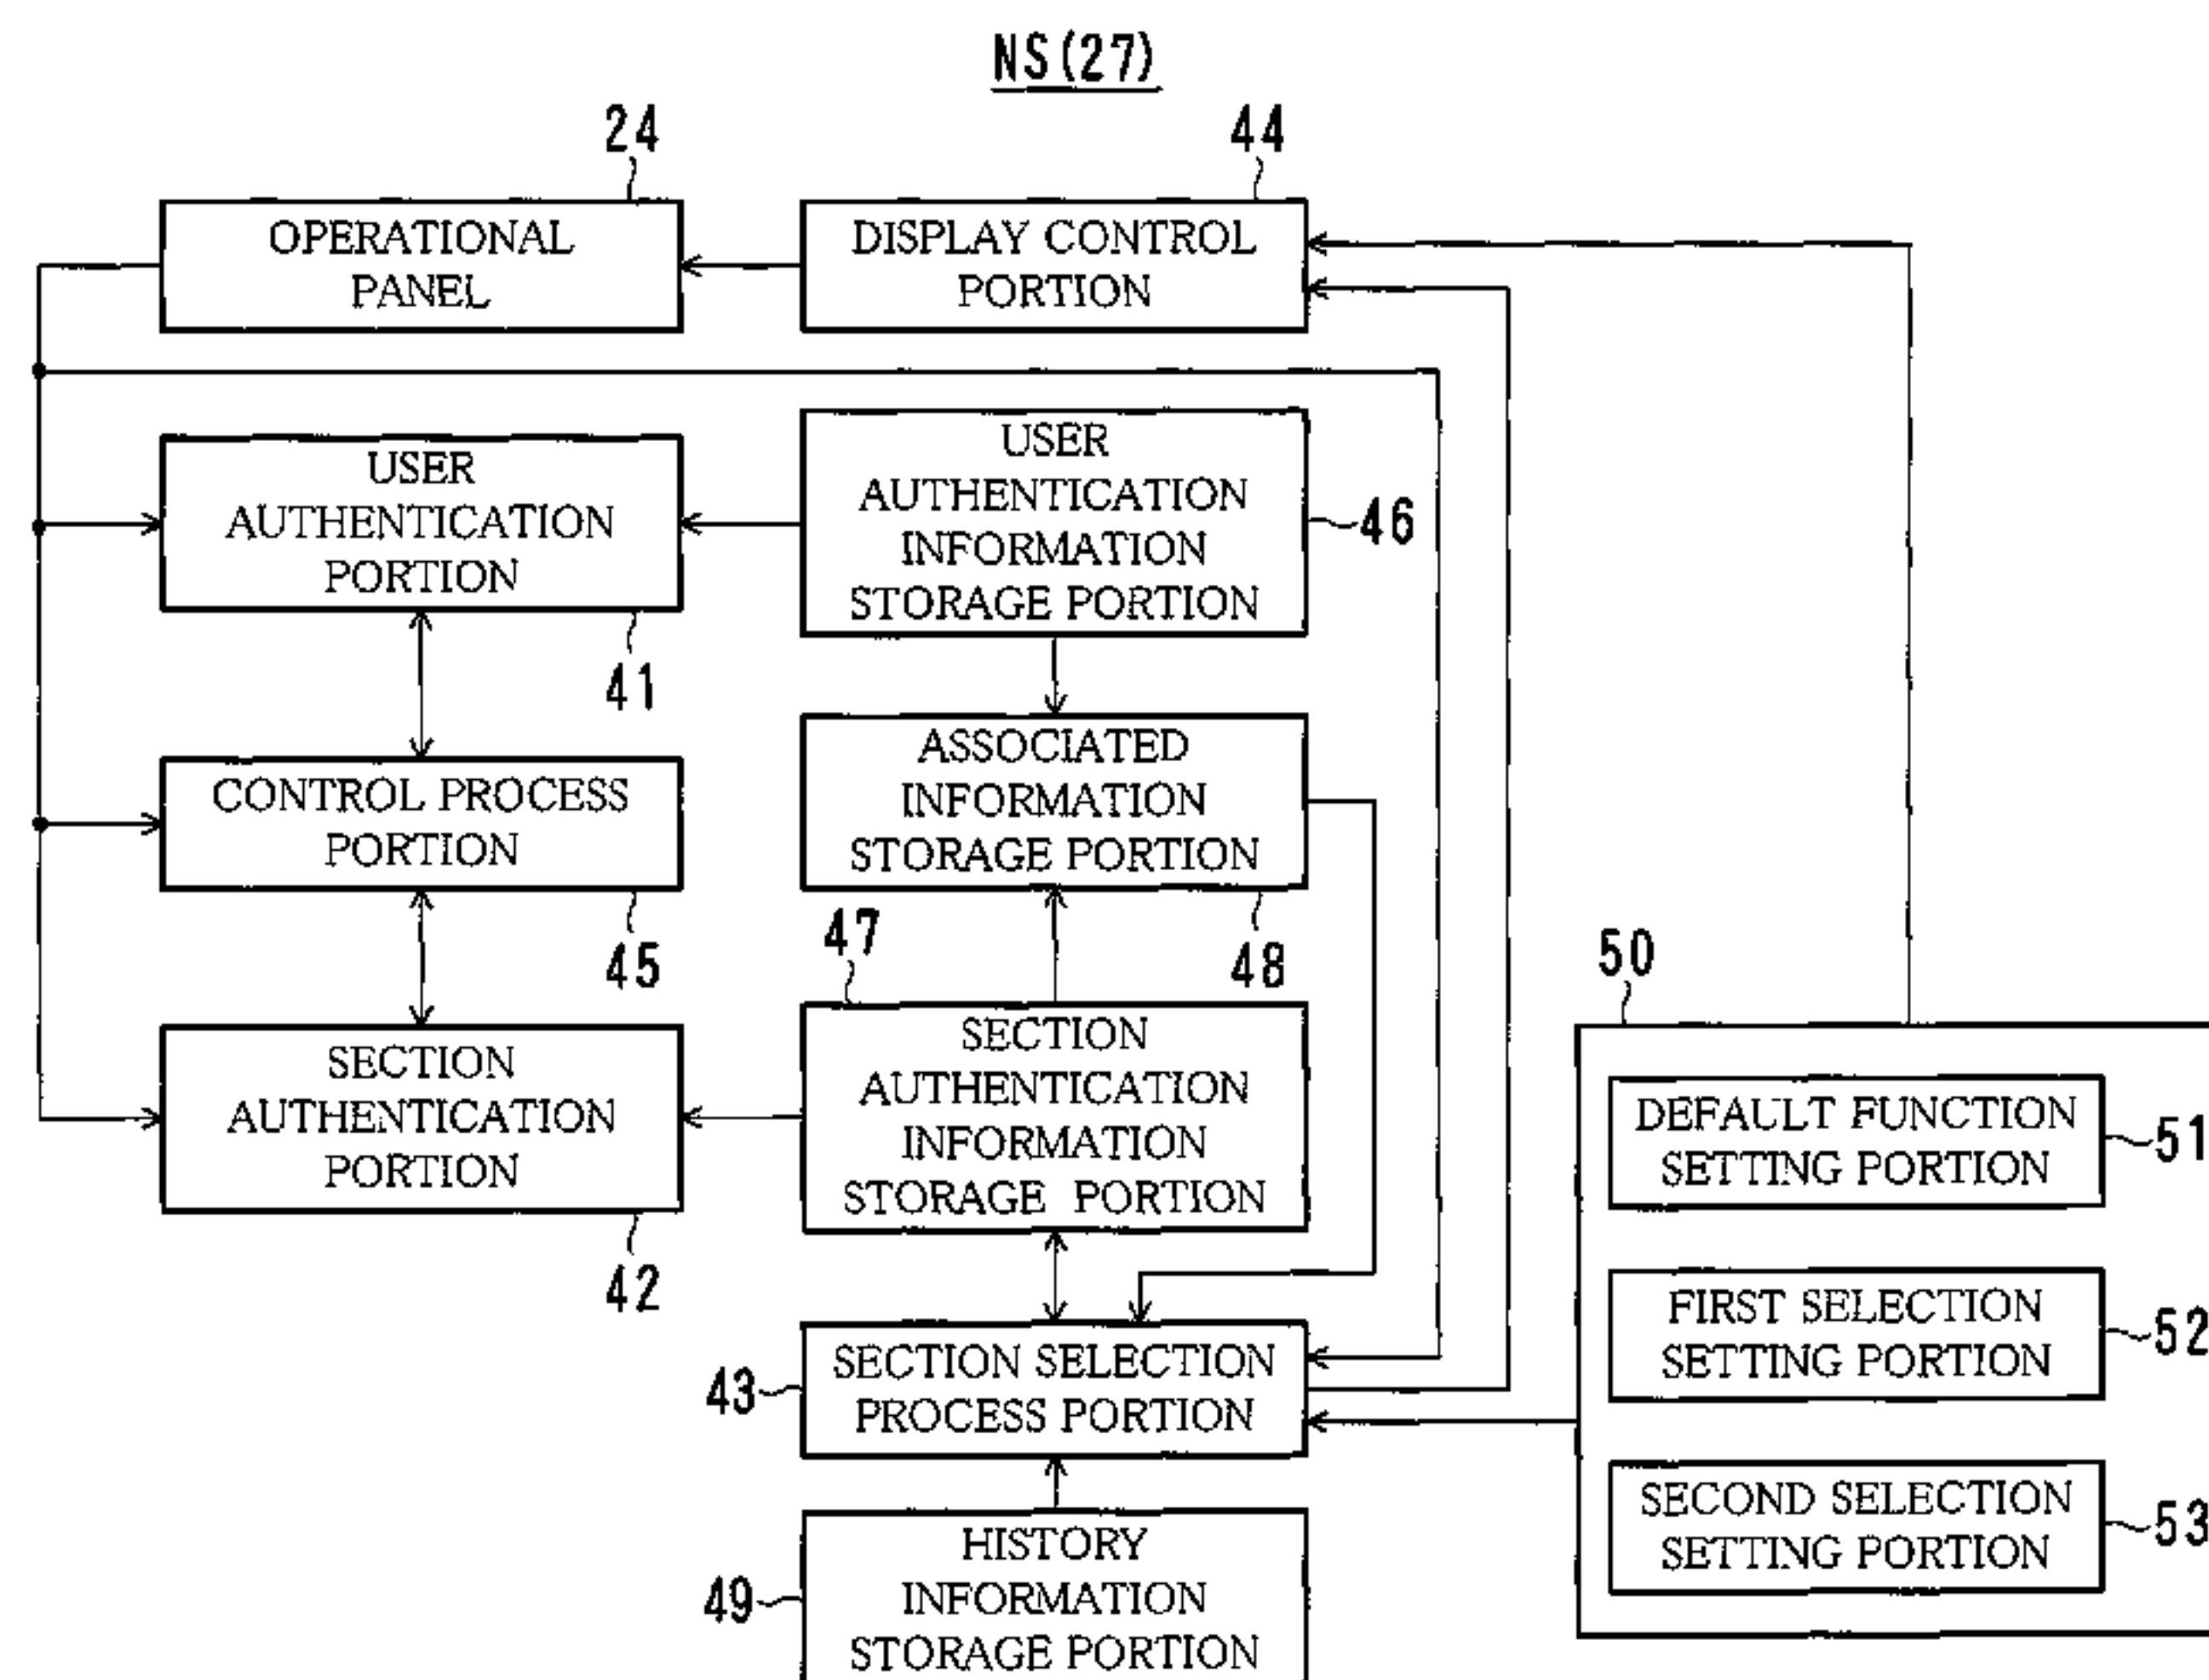 NS(27)
24
44
OPERATIONAL
PANEL
DISPLAY CONTROL
PORTION
USER
AUTHENTICATION
PORTION
41
USER
AUTHENTICATION
INFORMATION
STORAGE PORTION
46
CONTROL PROCESS
PORTION
45
ASSOCIATED
INFORMATION
STORAGE PORTION
48
47
SECTION
AUTHENTICATION
PORTION
42
SECTION
AUTHENTICATION
INFORMATION
STORAGE PORTION
50
DEFAULT FUNCTION
SETTING PORTION
51
FIRST SELECTION
SETTING PORTION
52
SECOND SELECTION
SETTING PORTION
53
43
SECTION SELECTION
PROCESS PORTION
49
HISTORY
INFORMATION
STORAGE PORTION